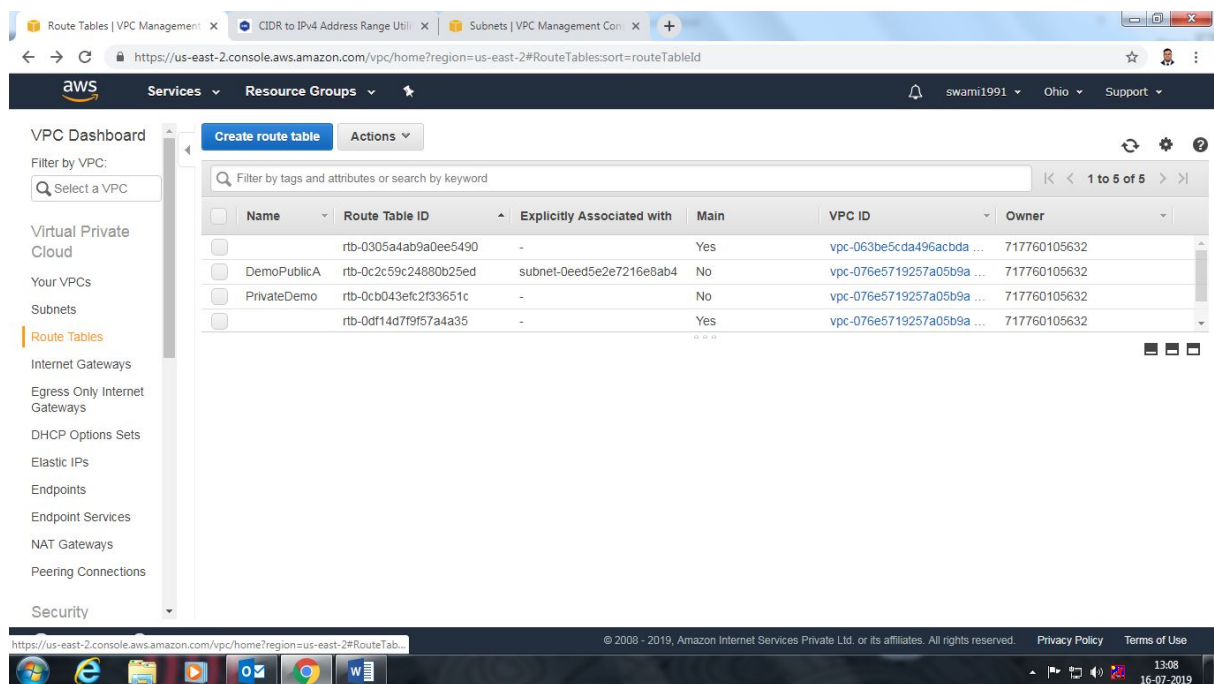 Route Tables | VPC Management
CIDR to IPv4 Address Range Utili
Subnets | VPC Management Con
https://us-east-2.console.aws.amazon.com/vpc/home?region=us-east-2#RouteTables:sort=routeTableId
aws Services Resource Groups swami1991 Ohio Support
VPC Dashboard
Filter by VPC:
Select a VPC
Virtual Private
Cloud
Your VPCs
Subnets
Route Tables
Internet Gateways
Egress Only Internet
Gateways
DHCP Options Sets
Elastic IPs
Endpoints
Endpoint Services
NAT Gateways
Peering Connections
Security
Create route table Actions
Filter by tags and attributes or search by keyword
1 to 5 of 5
Name Route Table ID Explicitly Associated with Main VPC ID Owner
rtb-0305a4ab9a0ee5490 - Yes vpc-063be5cda496acbda ... 717760105632
DemoPublicA rtb-0c2c59c24880b25ed subnet-0eed5e2e7216e8ab4 No vpc-076e5719257a05b9a ... 717760105632
PrivateDemo rtb-0cb043efc2f33651c - No vpc-076e5719257a05b9a ... 717760105632
rtb-0df14d7f9f57a4a35 - Yes vpc-076e5719257a05b9a ... 717760105632
https://us-east-2.console.aws.amazon.com/vpc/home?region=us-east-2#RouteTab...
© 2008 - 2019, Amazon Internet Services Private Ltd. or its affiliates. All rights reserved. Privacy Policy Terms of Use
13:08
16-07-2019